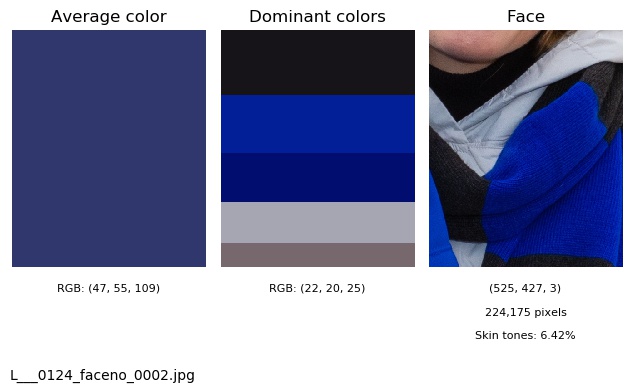 Average color
Dominant colors
Face
RGB: (47, 55, 109)
RGB: (22, 20, 25)
(525, 427, 3)
224,175 pixels
Skin tones: 6.42%
L___0124_faceno_0002.jpg